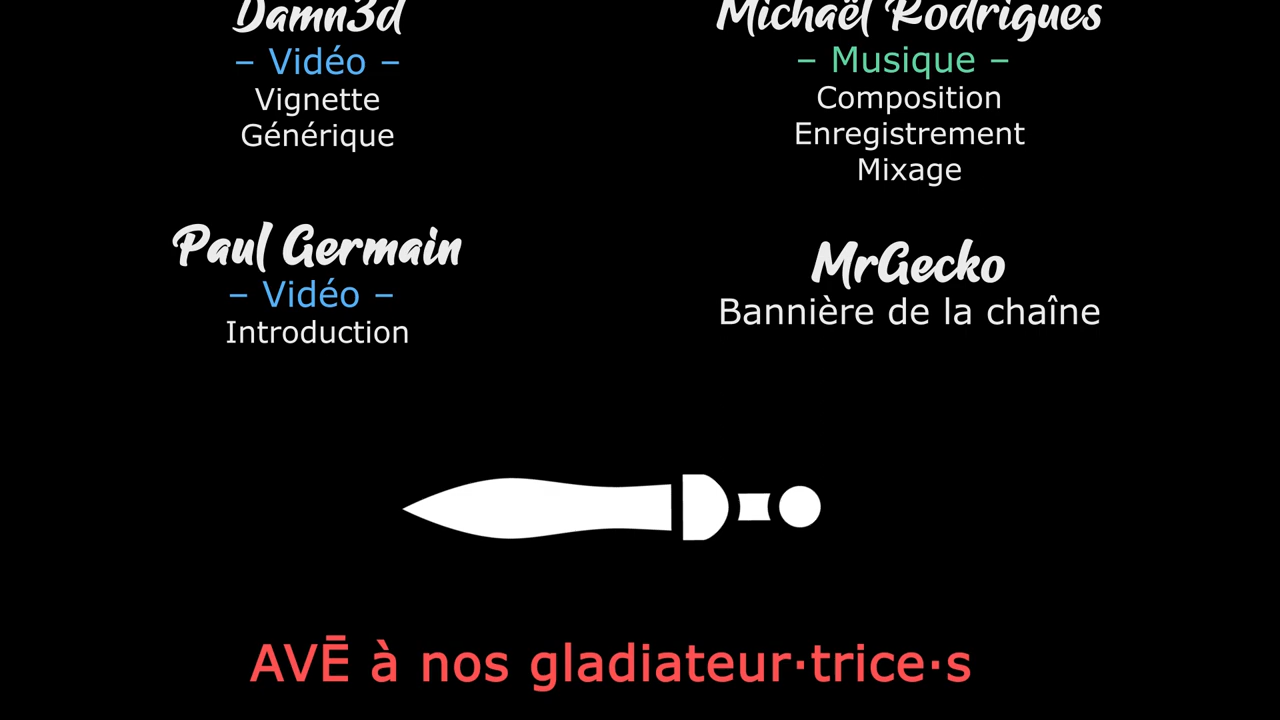 Damn3d
– Vidéo –
Vignette
Générique
Michaël Rodrigues
– Musique –
Composition
Enregistrement
Mixage
Paul Germain
– Vidéo –
Introduction
MrGecko
Bannière de la chaîne
AVĒ à nos gladiateur·trice·s